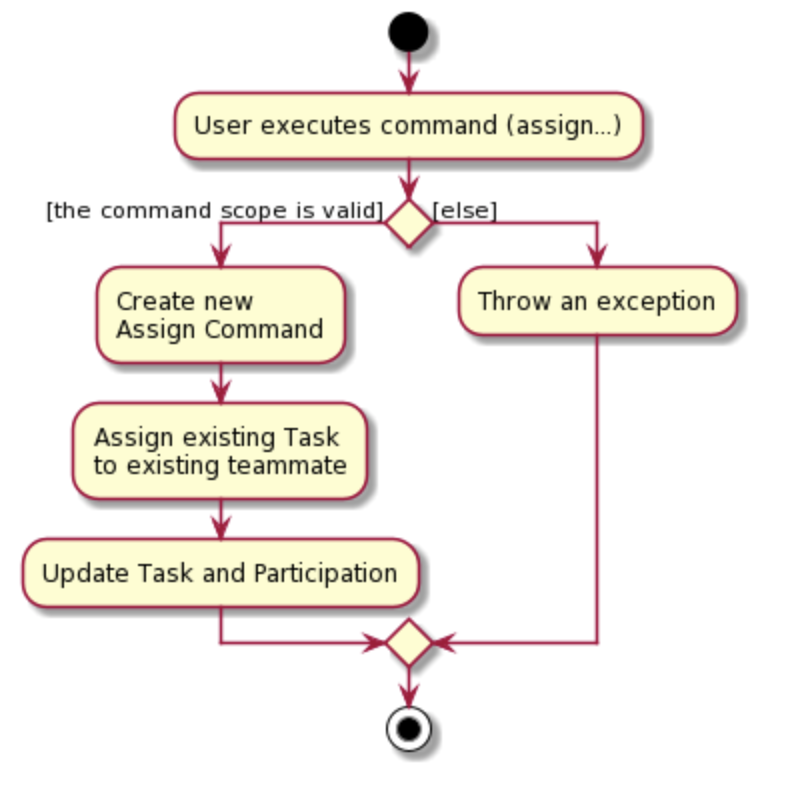 User executes command (assign...)
[the command scope is valid]
[else]
Create new
Assign Command
Throw an exception
Assign existing Task
to existing teammate
Update Task and Participation